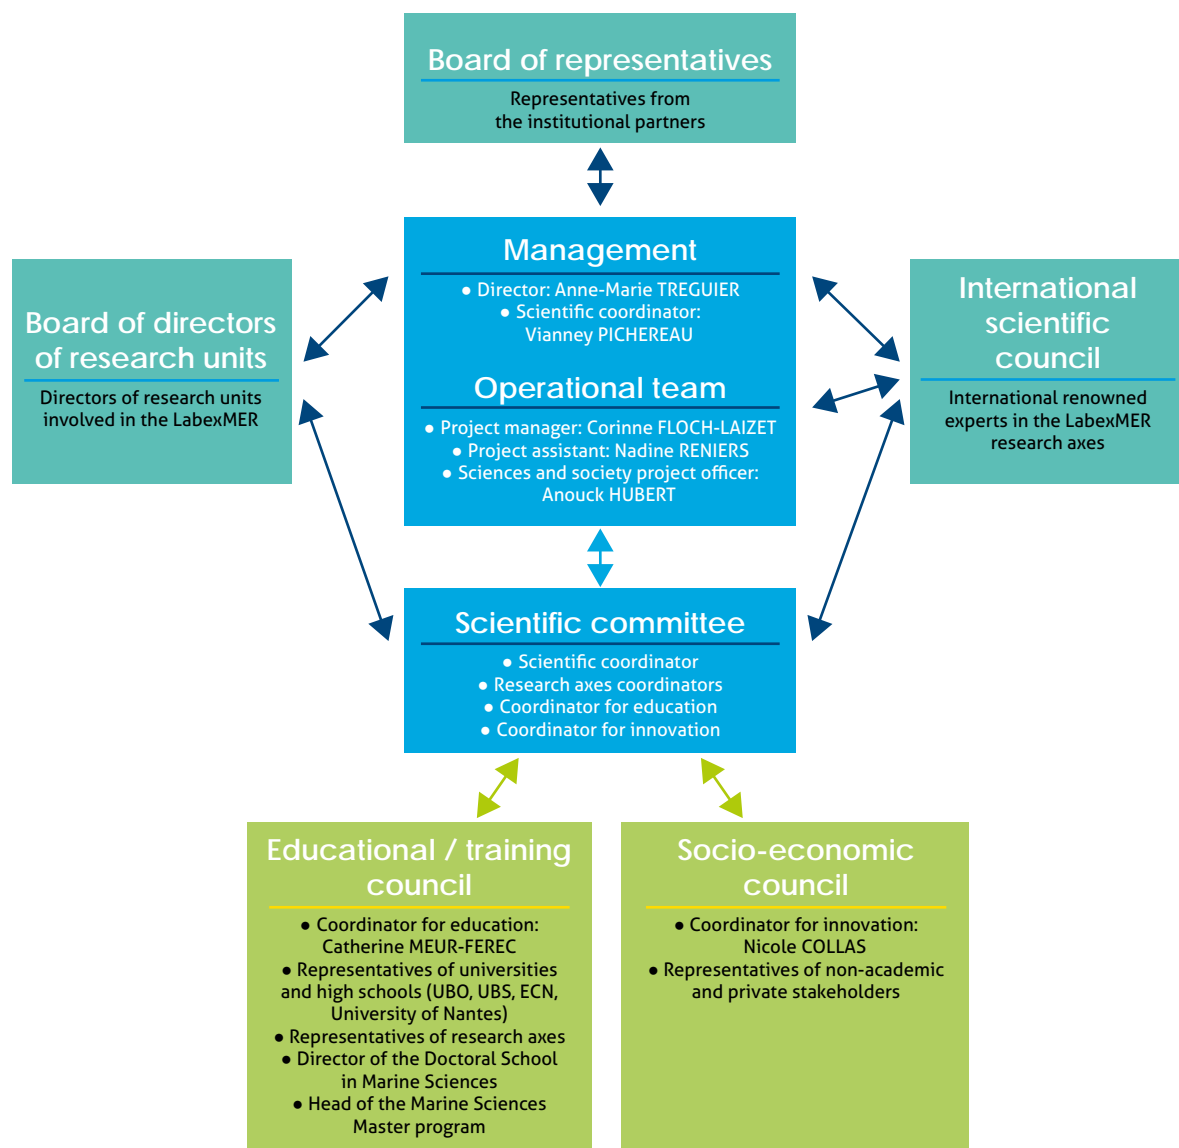 Board of representatives
Representatives from
the institutional partners
Management
● Director: Anne-Marie TREGUIER
● Scientific coordinator:
Vianney PICHEREAU
Operational team
● Project manager: Corinne FLOCH-LAIZET
● Project assistant: Nadine RENIERS
● Sciences and society project officer:
Anouck HUBERT
Board of directors
of research units
Directors of research units
involved in the LabexMER
International
scientific
council
International renowned
experts in the LabexMER
research axes
Scientific committee
● Scientific coordinator
● Research axes coordinators
● Coordinator for education
● Coordinator for innovation
Educational / training
council
● Coordinator for education:
Catherine MEUR-FEREC
● Representatives of universities
and high schools (UBO, UBS, ECN,
University of Nantes)
● Representatives of research axes
● Director of the Doctoral School
in Marine Sciences
● Head of the Marine Sciences
Master program
Socio-economic
council
● Coordinator for innovation:
Nicole COLLAS
● Representatives of non-academic
and private stakeholders